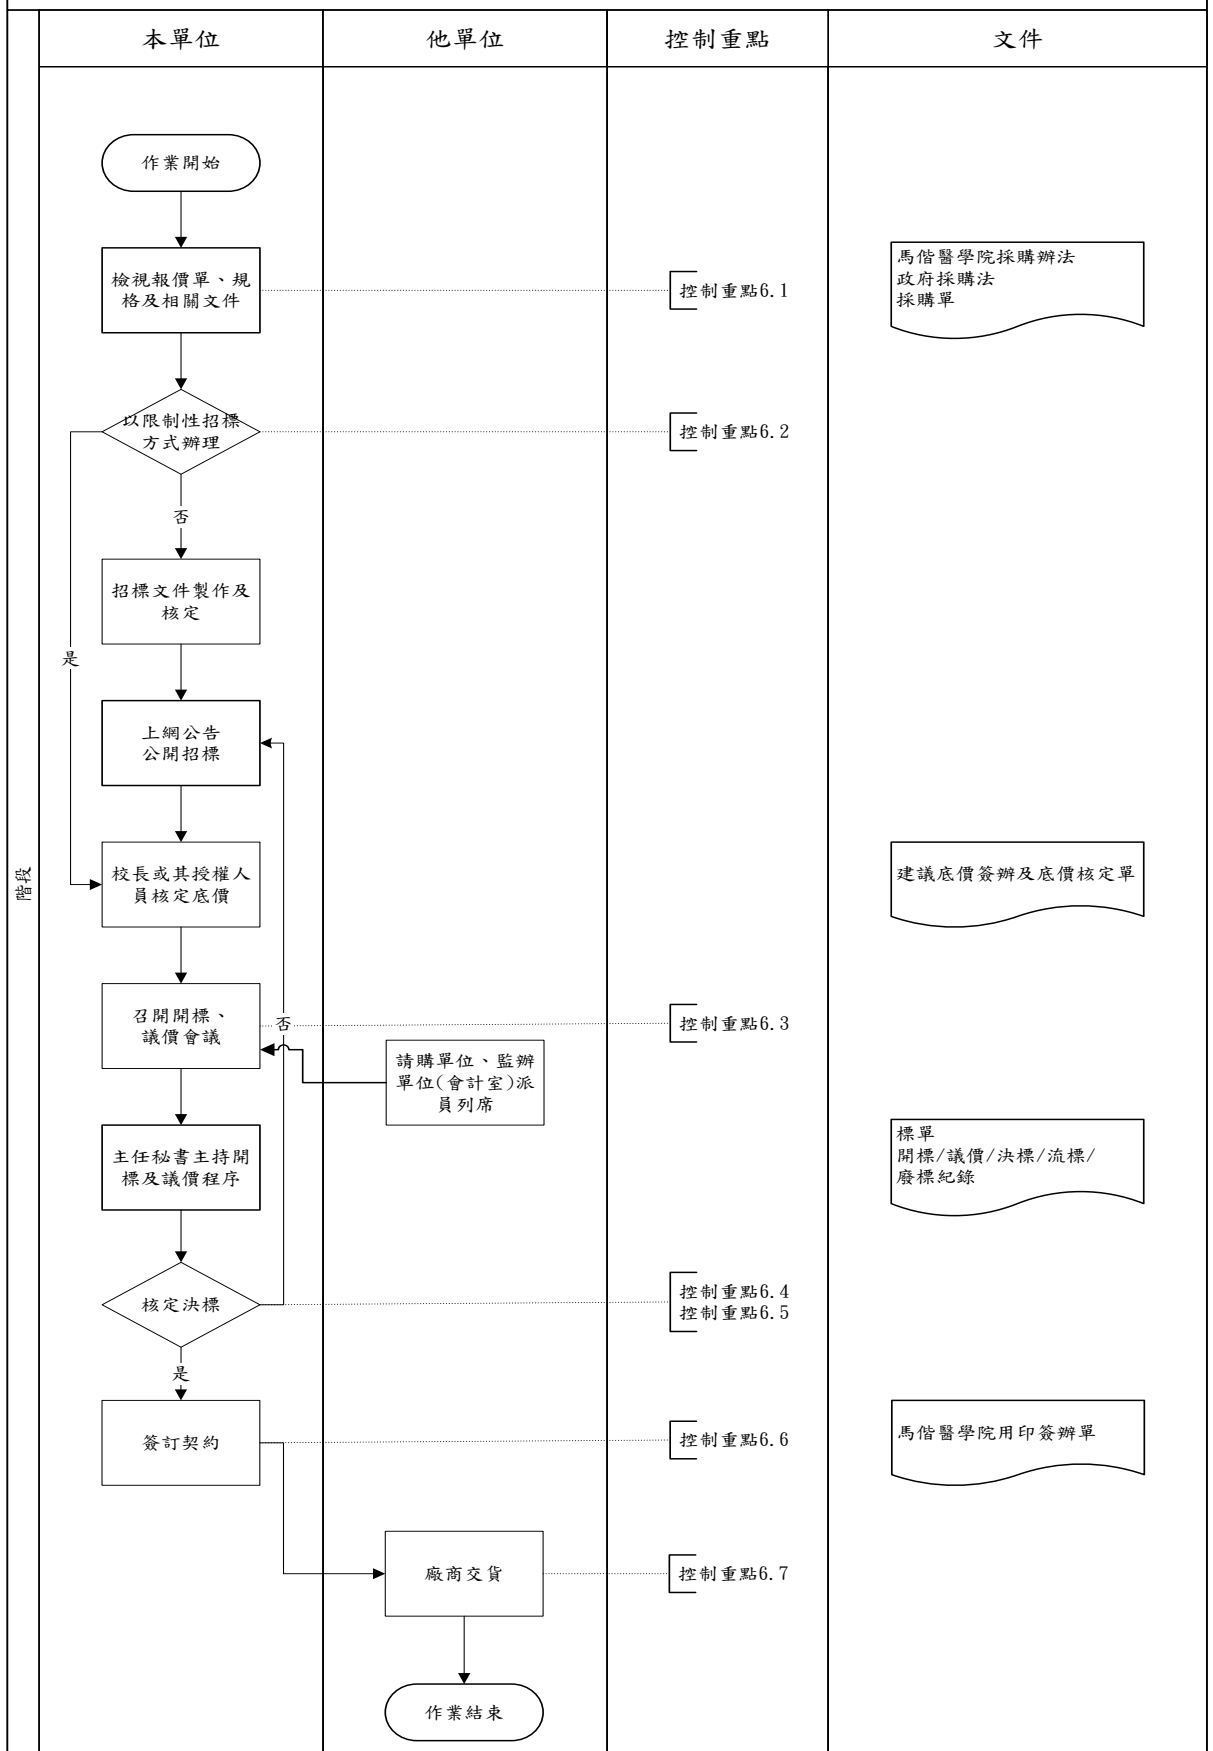 本單位
他單位
控制重點
文件
階段
作業開始
檢視報價單、規
格及相關文件
控制重點6.1
馬偕醫學院採購辦法
政府採購法
採購單
以限制性招標
方式辦理
控制重點6.2
否
招標文件製作及
核定
是
上網公告
公開招標
校長或其授權人
員核定底價
建議底價簽辦及底價核定單
召開開標、
議價會議
否
控制重點6.3
請購單位、監辦
單位(會計室)派
員列席
主任秘書主持開
標及議價程序
標單
開標/議價/決標/流標/
廢標紀錄
核定決標
控制重點6.4
控制重點6.5
是
簽訂契約
控制重點6.6
馬偕醫學院用印簽辦單
廠商交貨
控制重點6.7
作業結束